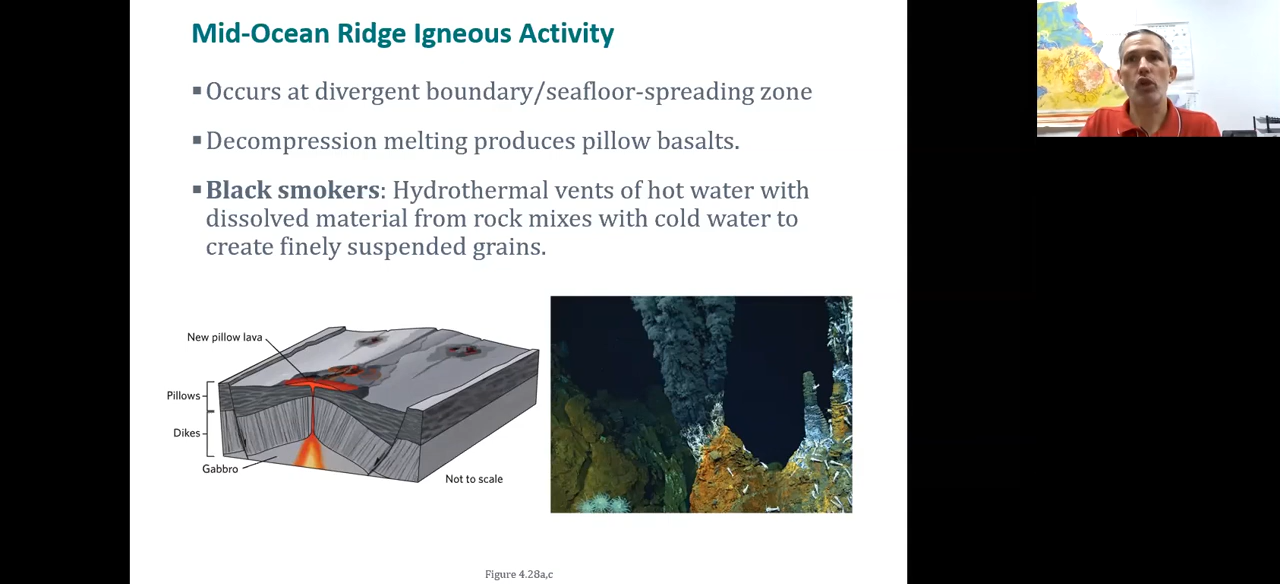 Mid-Ocean Ridge Igneous Activity
▪Occurs at divergent boundary/seafloor-spreading zone
▪Decompression melting produces pillow basalts.
▪Black smokers: Hydrothermal vents of hot water with
dissolved material from rock mixes with cold water to
create finely suspended grains.
New pillow lava
Pillows
Dikes
Gabbro
Not to scale
Figure 4.28a,c